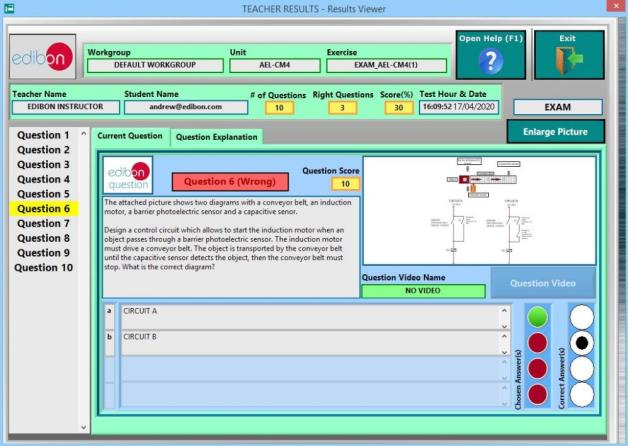 TEACHER RESULTS - Results Viewer
edibon
Workgroup
DEFAULT WORKGROUP
Unit
AEL-CM4
Exercise
EXAM_AEL-CM4(1)
Open Help (F1)
Exit
Teacher Name
EDIBON INSTRUCTOR
Student Name
andrew@edibon.com
# of Questions
10
Right Questions
3
Score(%)
30
Test Hour & Date
16:09:52 17/04/2020
EXAM
Enlarge Picture
Question 1
Question 2
Question 3
Question 4
Question 5
Question 6
Question 7
Question 8
Question 9
Question 10
Current Question
Question Explanation
edibon
question
Question 6 (Wrong)
Question Score
10
The attached picture shows two diagrams with a conveyor belt, an induction
motor, a barrier photoelectric sensor and a capacitive senor.
Design a control circuit which allows to start the induction motor when an
object passes through a barrier photoelectric sensor. The induction motor
must drive a conveyor belt. The object is transported by the conveyor belt
until the capacitive sensor detects the object, then the conveyor belt must
stop. What is the correct diagram?
Question Video Name
NO VIDEO
Question Video
a
CIRCUIT A
b
CIRCUIT B
Chosen Answer(s)
Correct Answer(s)